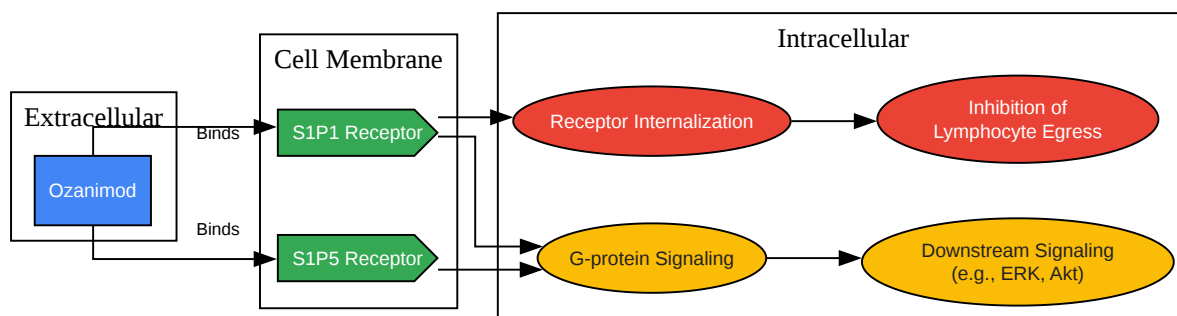 Extracellular
Ozanimod
Binds
Binds
Cell Membrane
S1P1 Receptor
S1P5 Receptor
Intracellular
Receptor Internalization
Inhibition of
Lymphocyte Egress
G-protein Signaling
Downstream Signaling
(e.g., ERK, Akt)